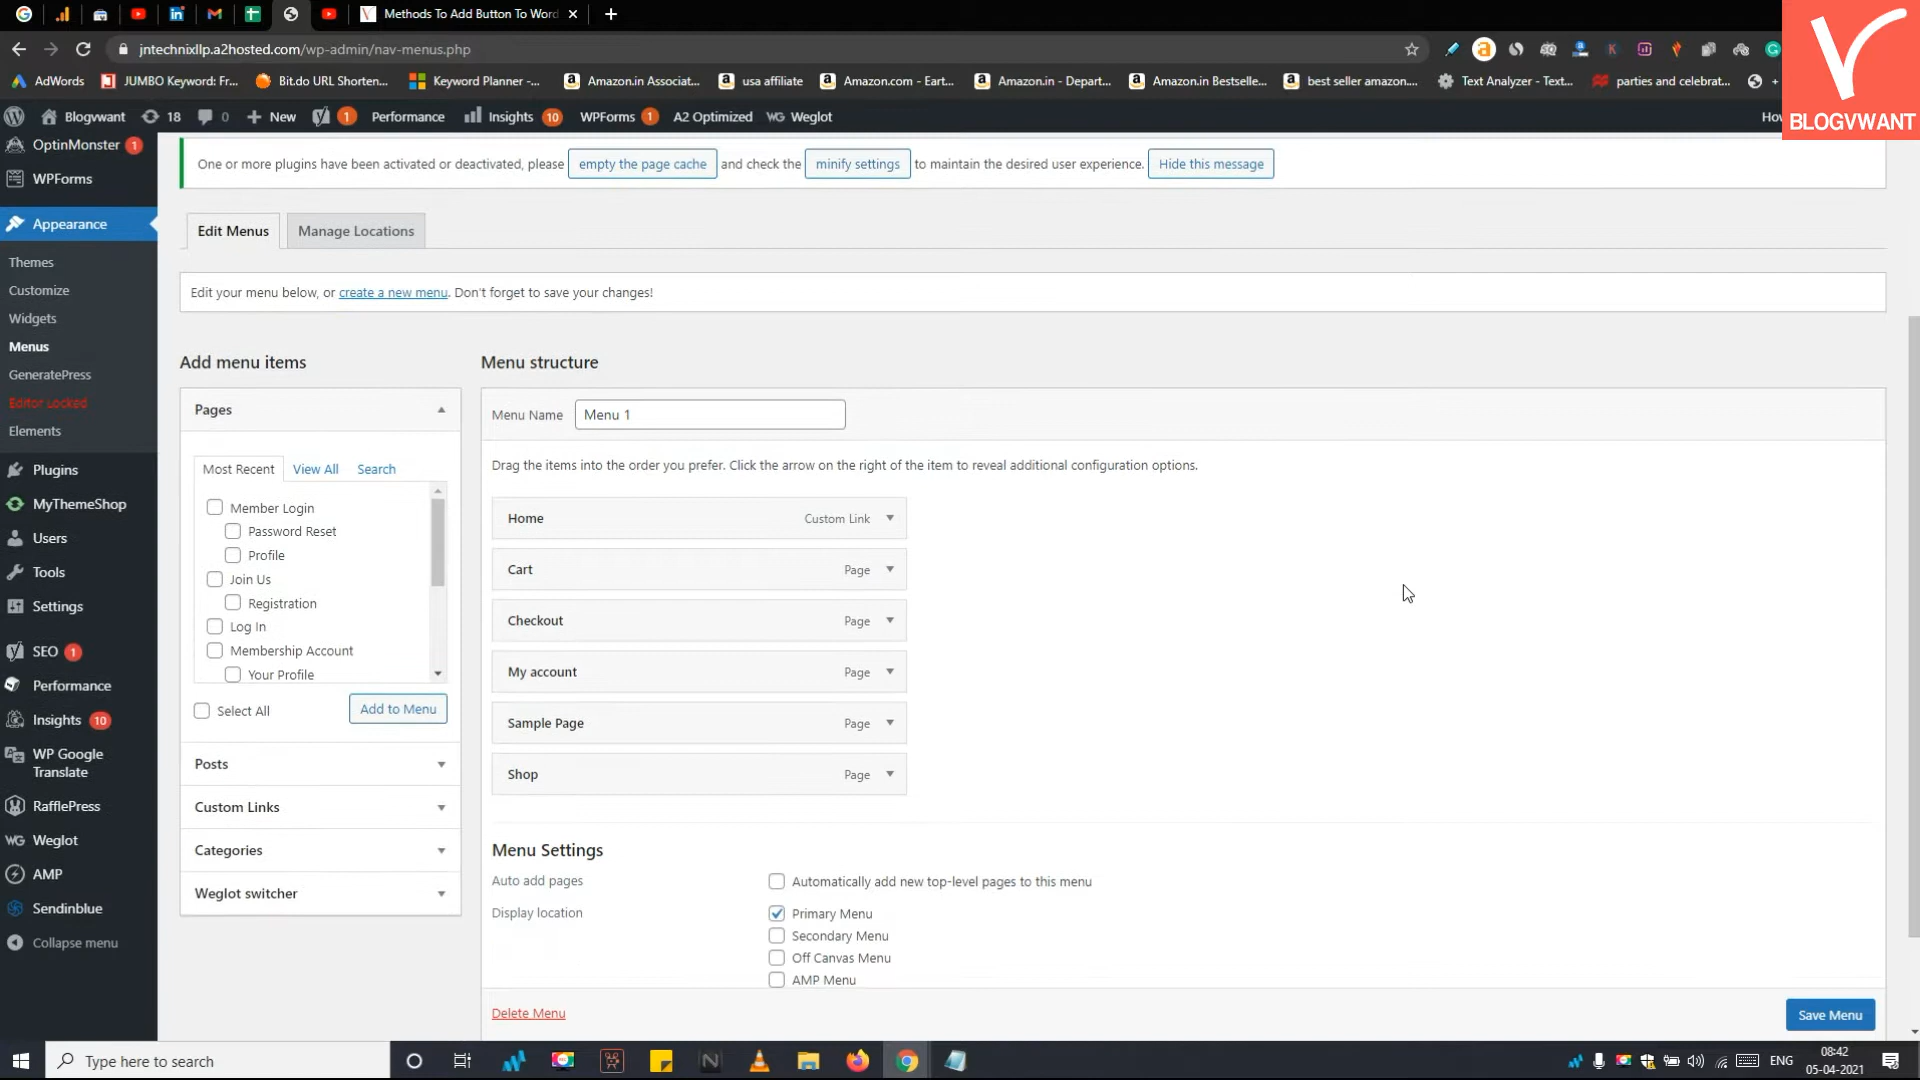 Methods To Add Button To Word
jntechnixllp.a2hosted.com/wp-admin/nav-menus.php
AdWords
JUMBO Keyword: Fr...
Bit.do URL Shorten...
Keyword Planner -...
Amazon.in Associat...
usa affiliate
Amazon.com - Eart...
Amazon.in - Depart...
Amazon.in Bestselle...
best seller amazon...
Text Analyzer - Text...
parties and celebrat...
BLOGVWANT
Blogvwant 18 0 New 1 Performance Insights 10 WPForms 1 A2 Optimized WG Weglot How
OptinMonster 1
WPForms
Appearance
Themes
Customize
Widgets
Menus
GeneratePress
Editor Locked
Elements
Plugins
MyThemeShop
Users
Tools
Settings
SEO 1
Performance
Insights 10
WP Google
Translate
RafflePress
WG Weglot
AMP
Sendinblue
Collapse menu
One or more plugins have been activated or deactivated, please empty the page cache and check the minify settings to maintain the desired user experience. Hide this message
Edit Menus
Manage Locations
Edit your menu below, or create a new menu. Don't forget to save your changes!
Add menu items
Pages
Most Recent View All Search
Member Login
Password Reset
Profile
Join Us
Registration
Log In
Membership Account
Your Profile
Select All
Add to Menu
Posts
Custom Links
Categories
Weglot switcher
Menu structure
Menu Name Menu 1
Drag the items into the order you prefer. Click the arrow on the right of the item to reveal additional configuration options.
Home Custom Link
Cart Page
Checkout Page
My account Page
Sample Page Page
Shop Page
Menu Settings
Auto add pages Automatically add new top-level pages to this menu
Display location Primary Menu
Secondary Menu
Off Canvas Menu
AMP Menu
Delete Menu
Save Menu
Type here to search
ENG
08:42
05-04-2021